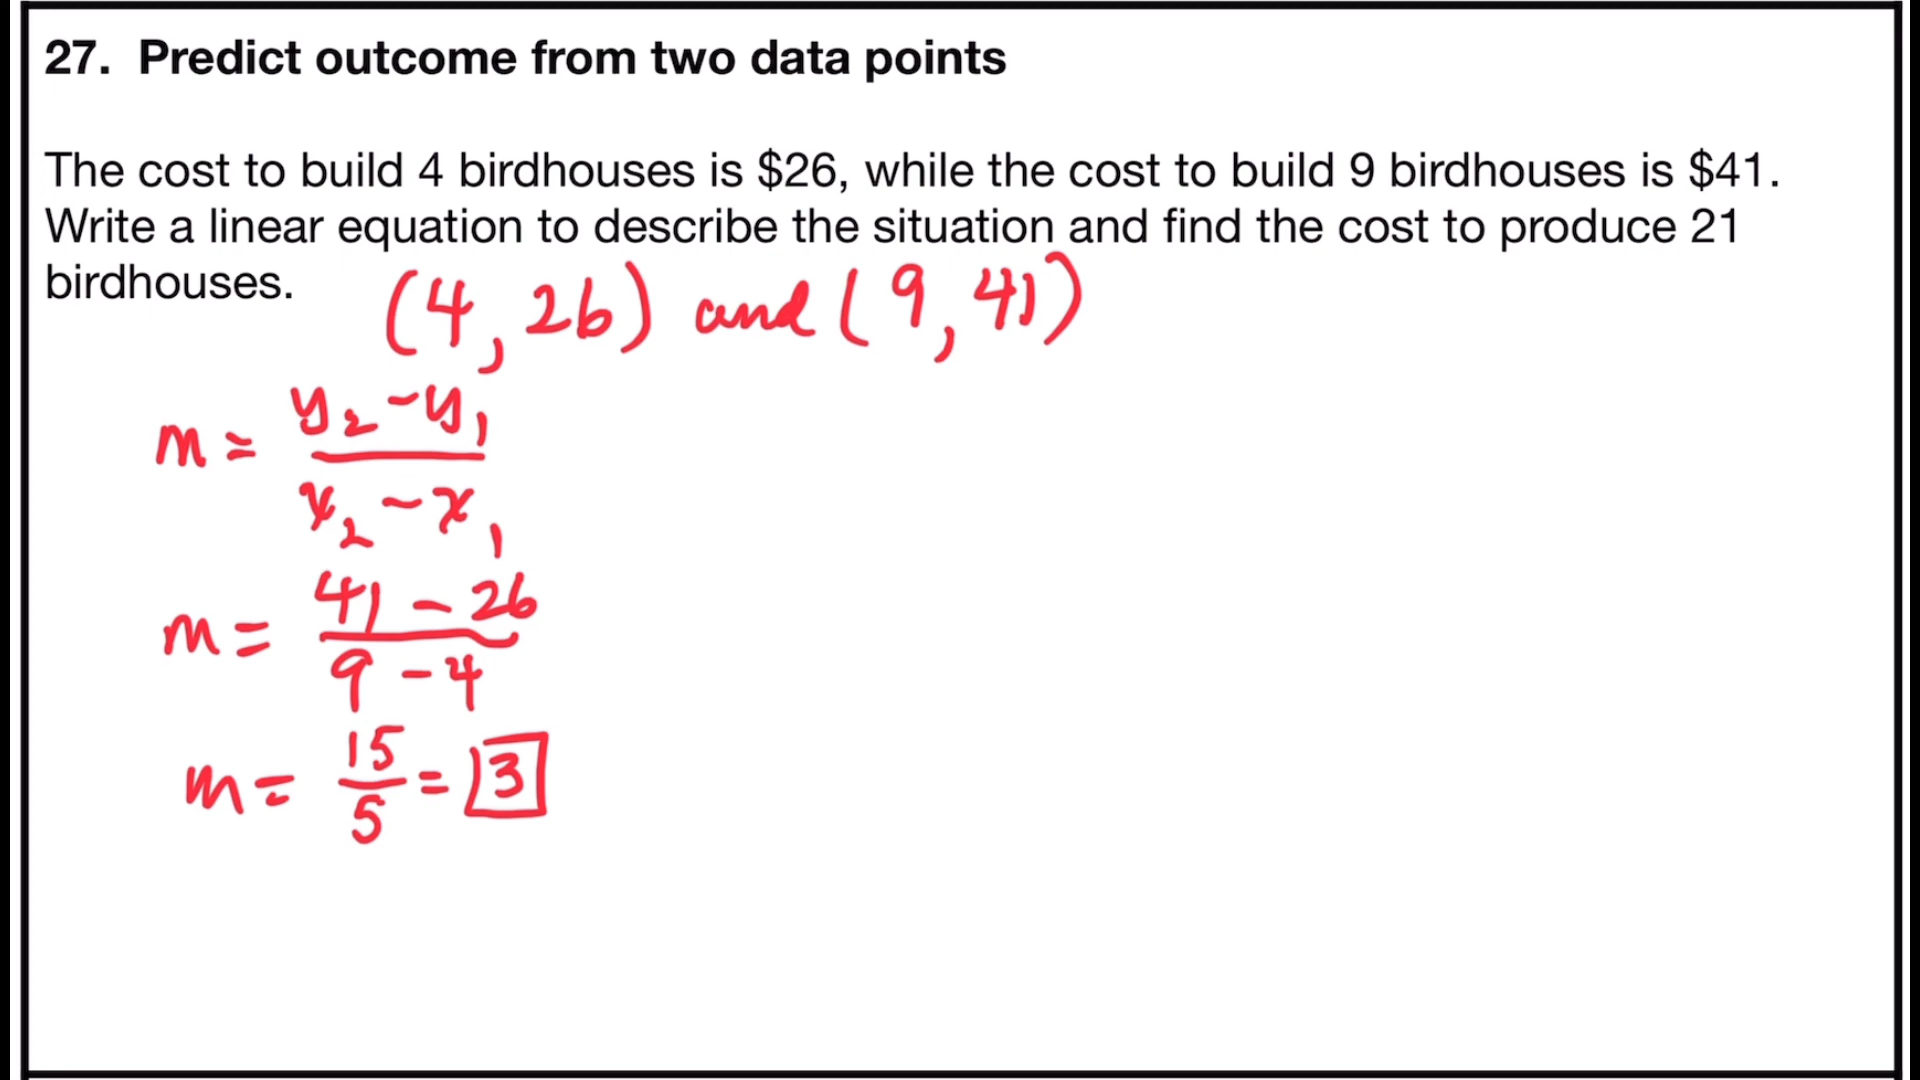 27. Predict outcome from two data points
The cost to build 4 birdhouses is $26, while the cost to build 9 birdhouses is $41.
Write a linear equation to describe the situation and find the cost to produce 21
birdhouses.
(4, 26) and (9, 41)
m = y₂ - y₁
x₂ - x₁
m = 41 - 26
9 - 4
m = 15/5 = 3